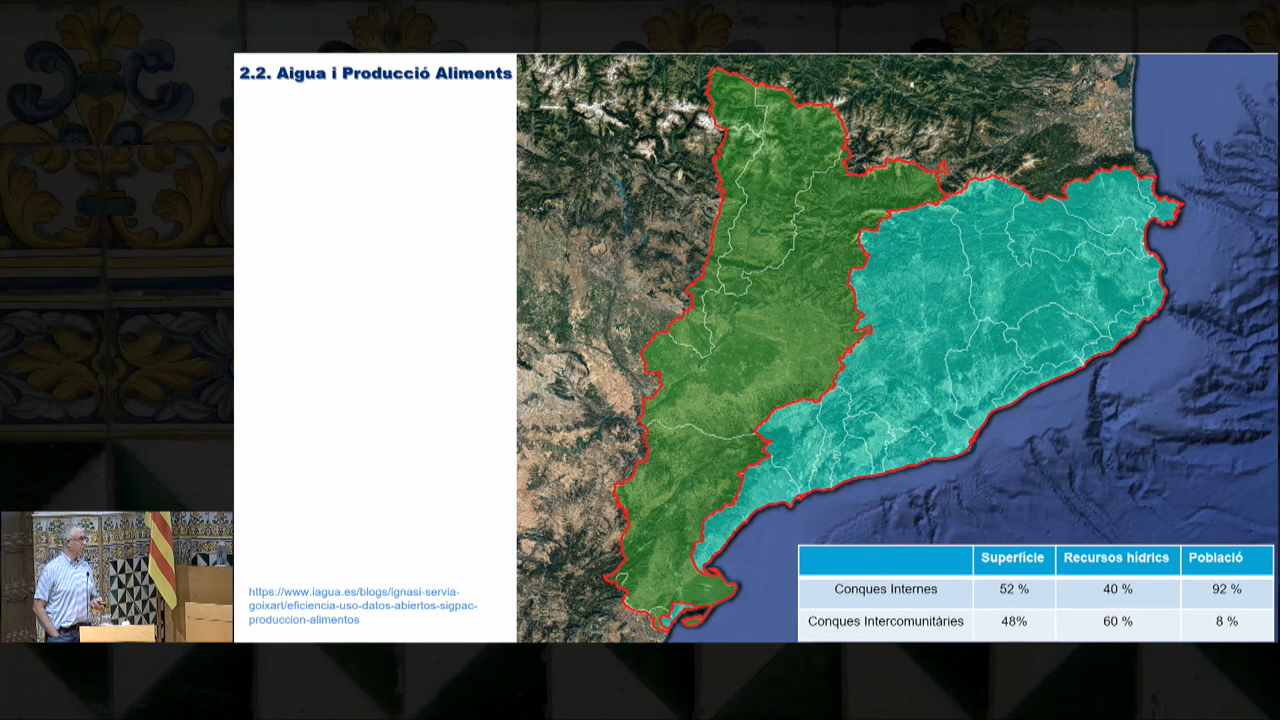 2.2. Aigua i Producció Aliments
https://www.iagua.es/blogs/ignasi-servia-
goixart/eficiencia-uso-datos-abiertos-sigpac-
produccion-alimentos
Superfície Recursos hídrics Població
Conques Internes 52 % 40 % 92 %
Conques Intercomunitàries 48% 60 % 8 %